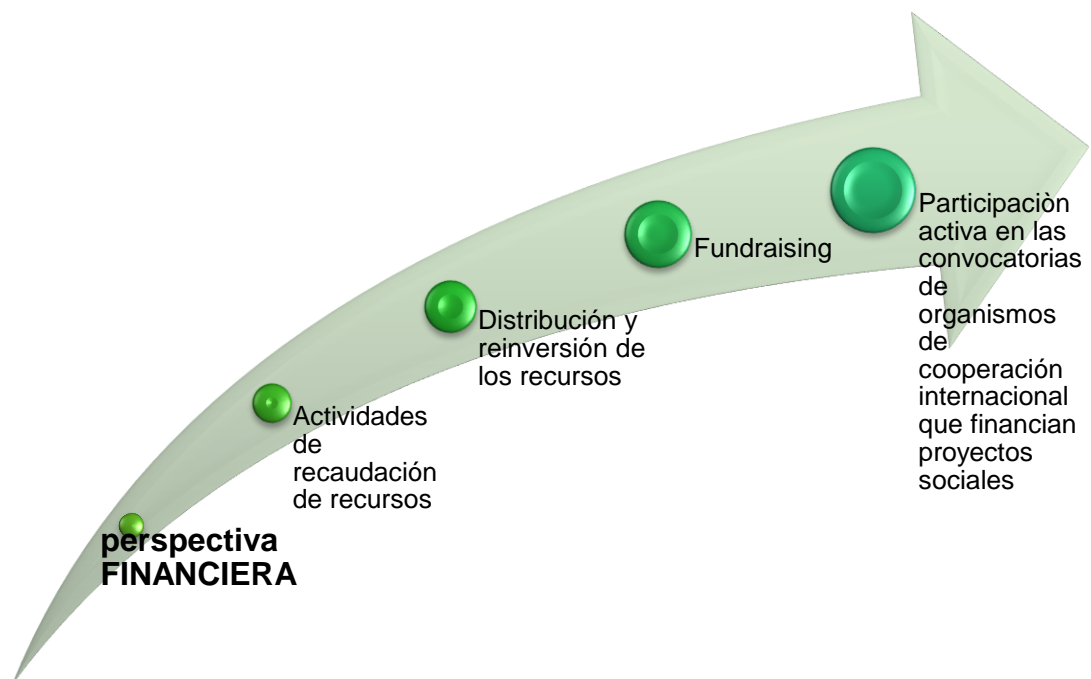 perspectiva
FINANCIERA
Actividades
de
recaudación
de recursos
Distribución y
reinversión de
los recursos
Fundraising
Participaciòn
activa en las
convocatorias
de
organismos
de
cooperación
internacional
que financian
proyectos
sociales